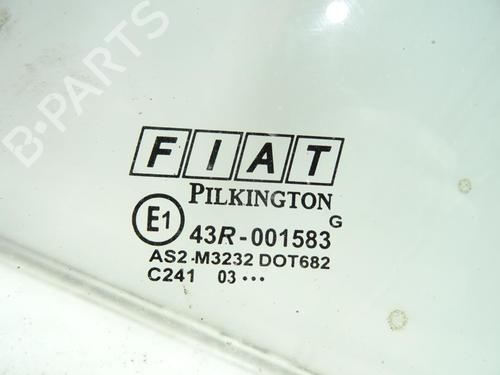 B-PARTS
FIAT
PILKINGTON
G
E1 43R-001583
AS2-M3232 DOT682
C241 03 •••